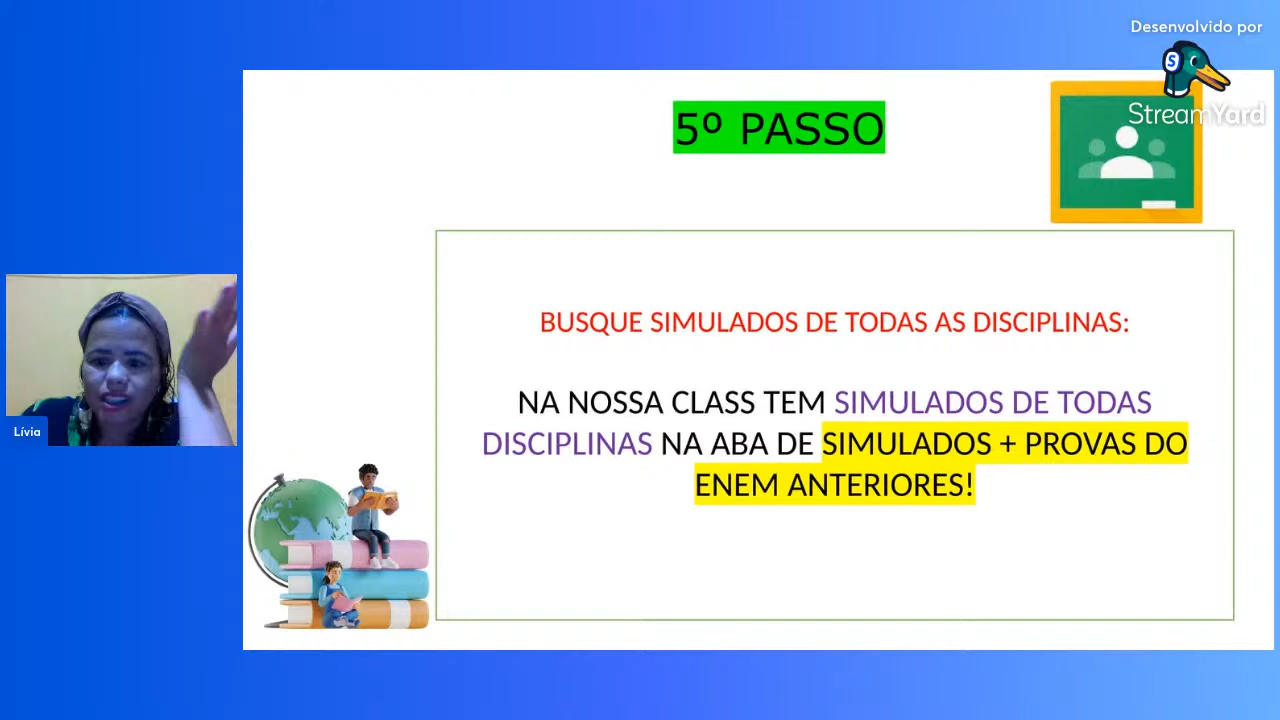 Desenvolvido por
StreamYard
5º PASSO
BUSQUE SIMULADOS DE TODAS AS DISCIPLINAS:
NA NOSSA CLASS TEM SIMULADOS DE TODAS
DISCIPLINAS NA ABA DE SIMULADOS + PROVAS DO
ENEM ANTERIORES!
Lívia